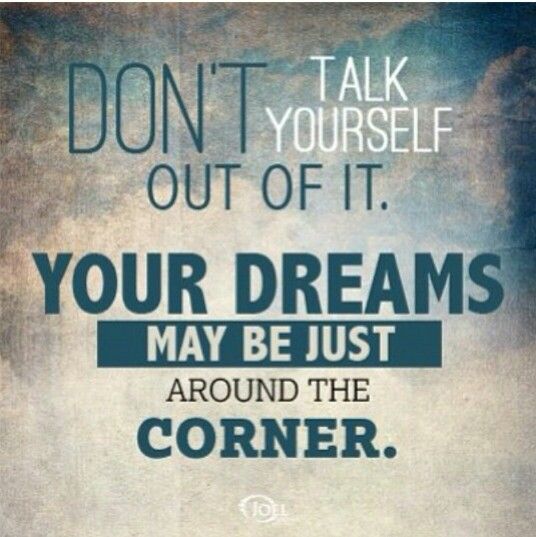 DON'T TALK
YOURSELF
OUT OF IT.
YOUR DREAMS
MAY BE JUST
AROUND THE
CORNER.
JOEL